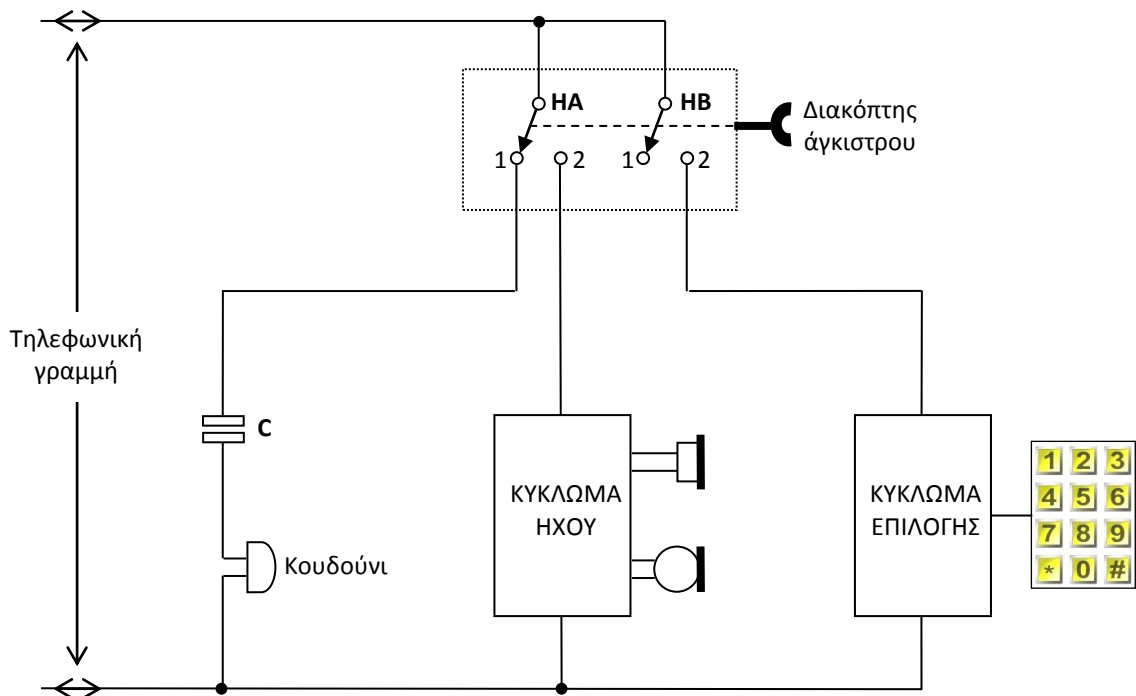 HA
HB
Διακόπτης
άγκιστρου
1
2
1
2
Τηλεφωνική
γραμμή
C
ΚΥΚΛΩΜΑ
ΗΧΟΥ
ΚΥΚΛΩΜΑ
ΕΠΙΛΟΓΗΣ
1 2 3
4 5 6
7 8 9
* 0 #
Κουδούνι